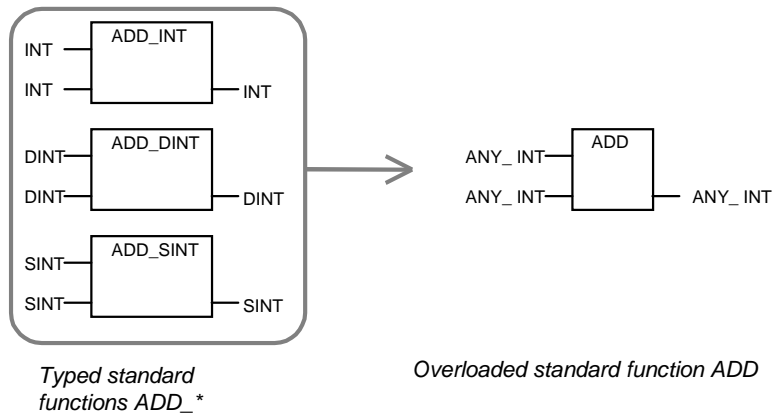 ADD_INT
INT
INT
INT
ADD_DINT
DINT
DINT
DINT
ADD_SINT
SINT
SINT
SINT
ADD
ANY_ INT
ANY_ INT
ANY_ INT
Typed standard
functions ADD_*
Overloaded standard function ADD